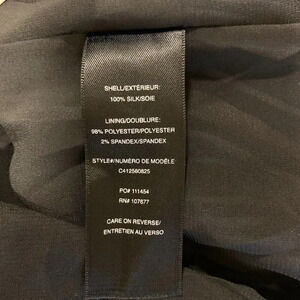 SHELL/EXTÉRIEUR:
100% SILK/SOIE
LINING/DOUBLURE:
98% POLYESTER/POLYESTER
2% SPANDEX/SPANDEX
STYLE#/NUMÉRO DE MODÈLE
C412560825
PO# 111454
RN# 107677
CARE ON REVERSE/
ENTRETIEN AU VERSO